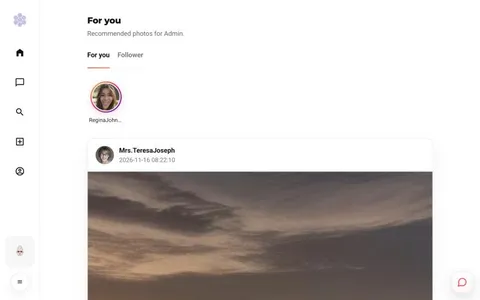 For you
Recommended photos for Admin.
For you
Follower
ReginaJohn...
Mrs.TeresaJoseph
2026-11-16 08:22:10